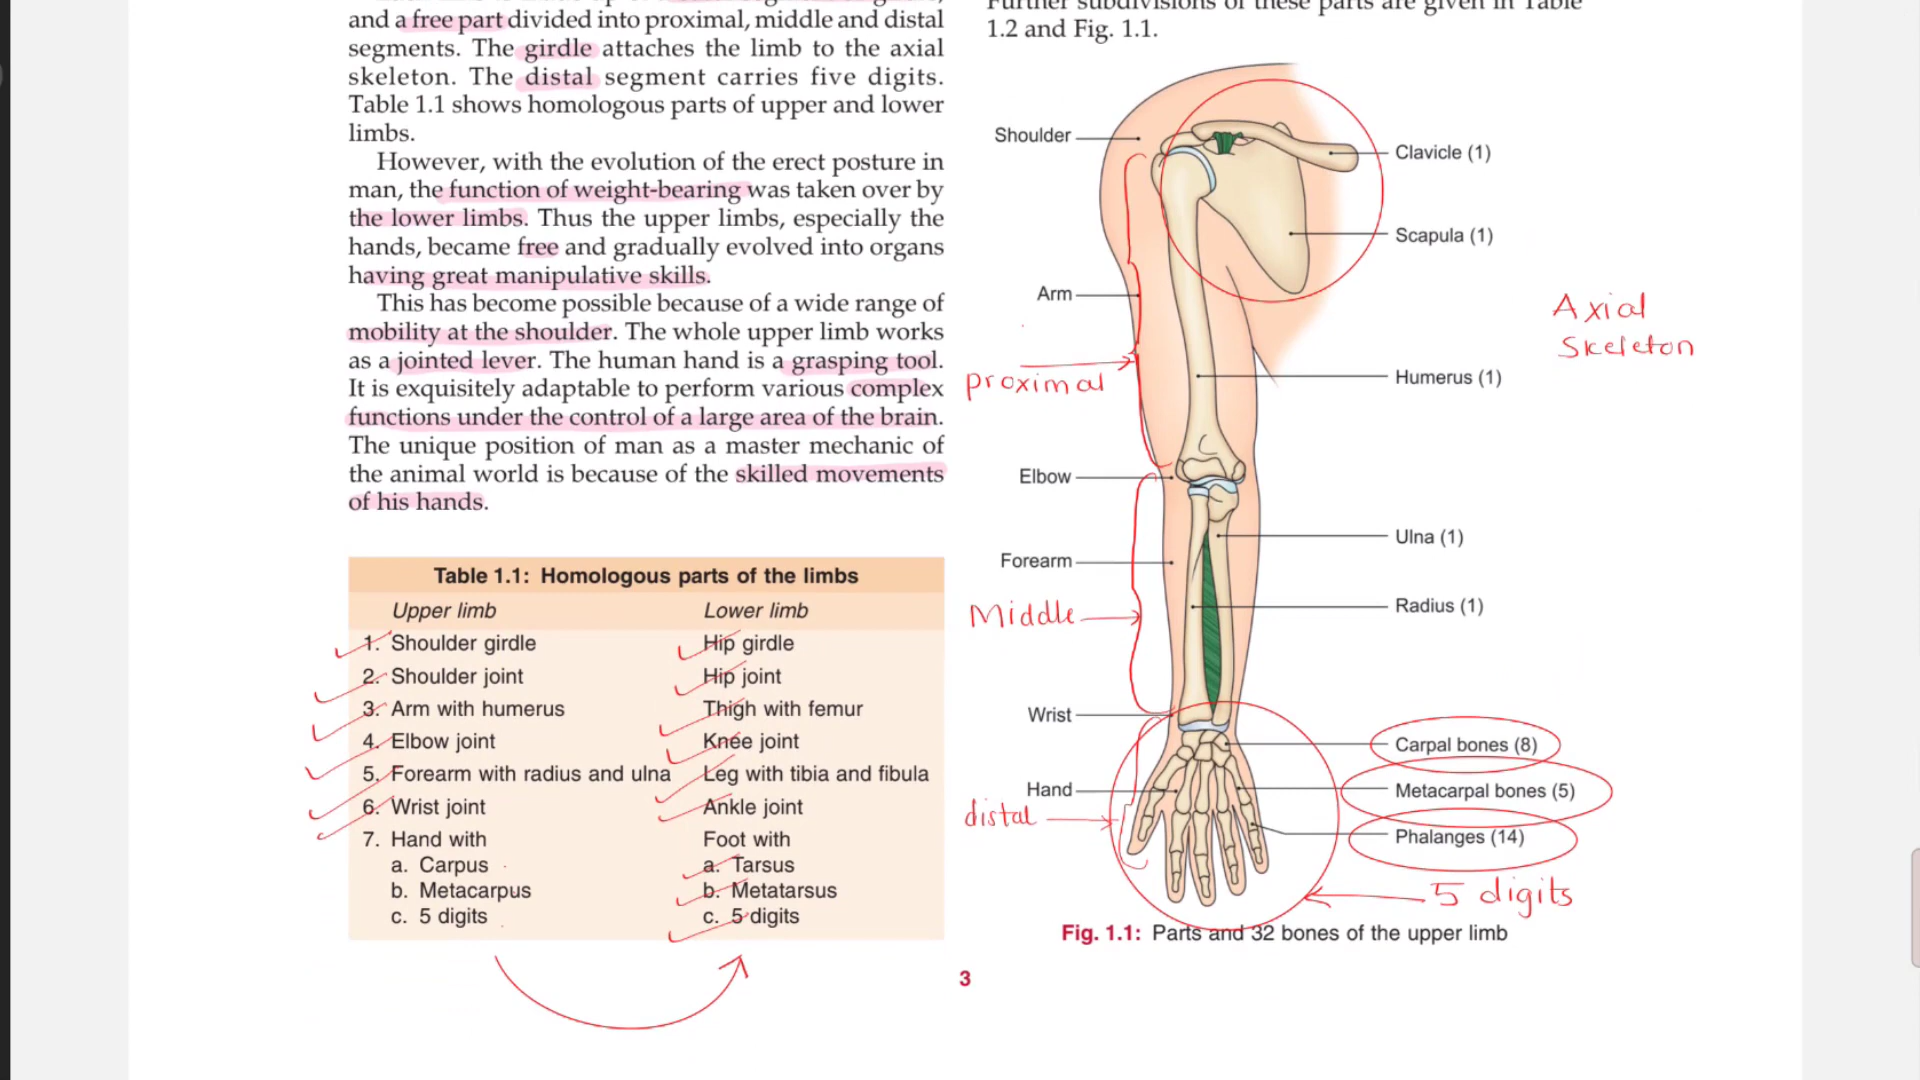 and a free part divided into proximal, middle and distal
segments. The girdle attaches the limb to the axial
skeleton. The distal segment carries five digits.
Table 1.1 shows homologous parts of upper and lower
limbs.
However, with the evolution of the erect posture in
man, the function of weight-bearing was taken over by
the lower limbs. Thus the upper limbs, especially the
hands, became free and gradually evolved into organs
having great manipulative skills.
This has become possible because of a wide range of
mobility at the shoulder. The whole upper limb works
as a jointed lever. The human hand is a grasping tool.
It is exquisitely adaptable to perform various complex
functions under the control of a large area of the brain.
The unique position of man as a master mechanic of
the animal world is because of the skilled movements
of his hands.
Table 1.1: Homologous parts of the limbs
Upper limb Lower limb
1. Shoulder girdle Hip girdle
2. Shoulder joint Hip joint
3. Arm with humerus Thigh with femur
4. Elbow joint Knee joint
5. Forearm with radius and ulna Leg with tibia and fibula
6. Wrist joint Ankle joint
7. Hand with Foot with
a. Carpus a. Tarsus
b. Metacarpus b. Metatarsus
c. 5 digits c. 5 digits
Further subdivisions of these parts are given in Table
1.2 and Fig. 1.1.
Shoulder
Clavicle (1)
Scapula (1)
Arm
Axial
Skeleton
proximal
Humerus (1)
Elbow
Ulna (1)
Forearm
Middle
Radius (1)
Wrist
Carpal bones (8)
Hand
Metacarpal bones (5)
distal
Phalanges (14)
5 digits
Fig. 1.1: Parts and 32 bones of the upper limb
3